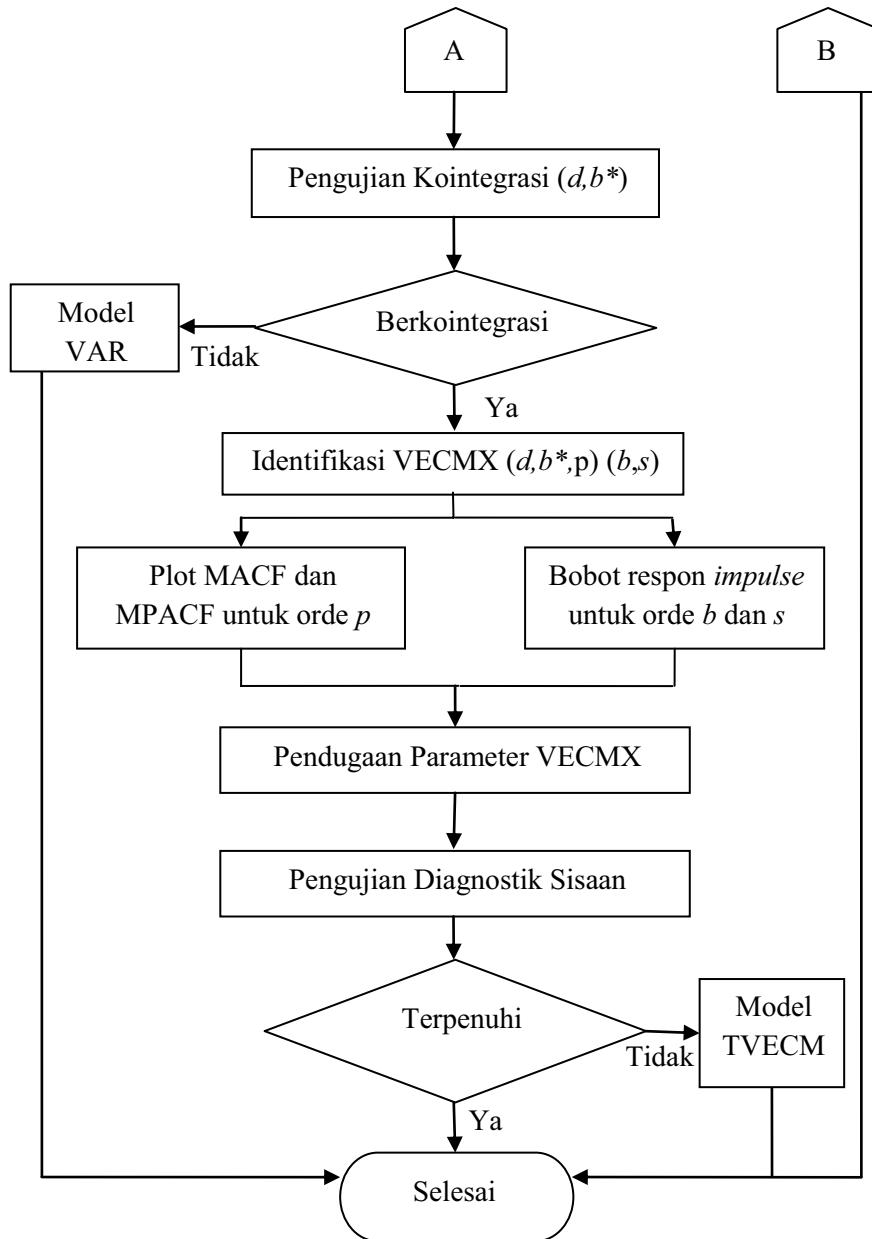 A
B
Pengujian Kointegrasi (d,b*)
Berkointegrasi
Model
VAR
Tidak
Ya
Identifikasi VECMX (d,b*,p) (b,s)
Plot MACF dan
MPACF untuk orde p
Bobot respon impulse
untuk orde b dan s
Pendugaan Parameter VECMX
Pengujian Diagnostik Sisaan
Terpenuhi
Tidak
Model
TVECM
Ya
Selesai